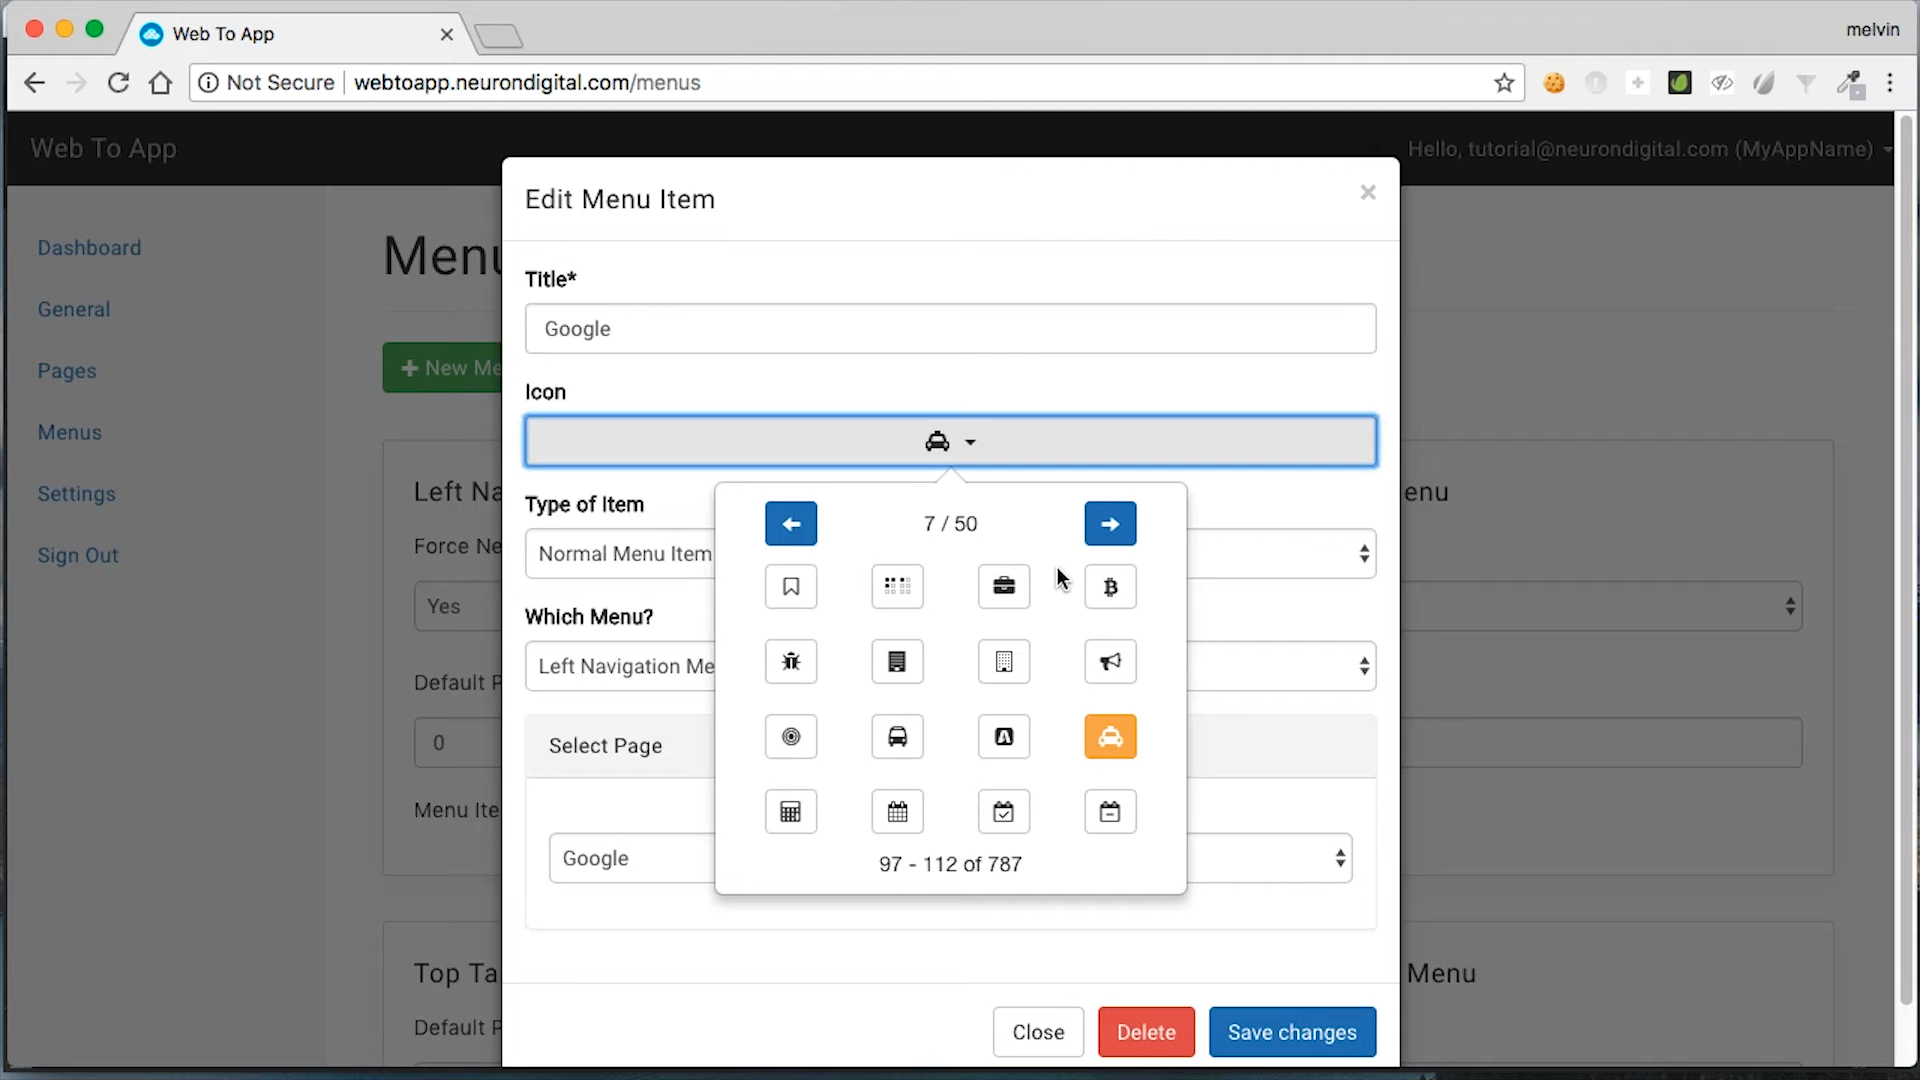 Web To App
melvin
Not Secure
webtoapp.neurondigital.com/menus
Web To App
Hello, tutorial@neurondigital.com (MyAppName)
Edit Menu Item
×
Dashboard
General
Pages
Menus
Settings
Sign Out
Menu
New Me
Title*
Google
Icon
Left Na
enu
Type of Item
7 / 50
Force Ne
Normal Menu Item
Yes
Which Menu?
Left Navigation Me
Default P
0
Select Page
Menu Ite
Google
97 - 112 of 787
Top Ta
Menu
Default P
Close
Delete
Save changes